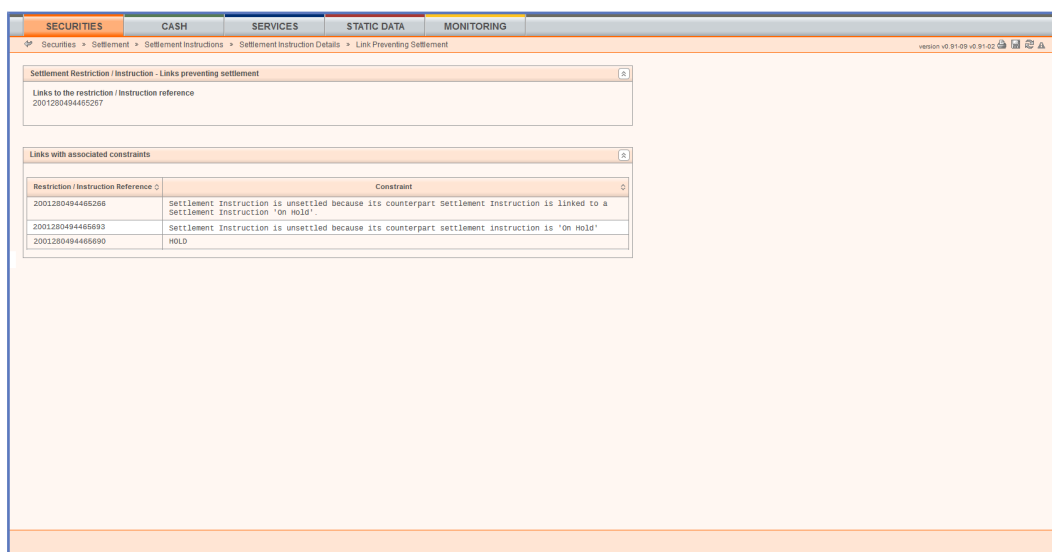 SECURITIES CASH SERVICES STATIC DATA MONITORING
Securities » Settlement » Settlement Instructions » Settlement Instruction Details » Link Preventing Settlement version v0.91-09 v0.91-02
Settlement Restriction / Instruction - Links preventing settlement
Links to the restriction / Instruction reference
2001280494465267
Links with associated constraints
Restriction / Instruction Reference Constraint
2001280494465266 Settlement Instruction is unsettled because its counterpart Settlement Instruction is linked to a
Settlement Instruction 'On Hold'.
2001280494465693 Settlement Instruction is unsettled because its counterpart settlement instruction is 'On Hold'
2001280494465690 HOLD